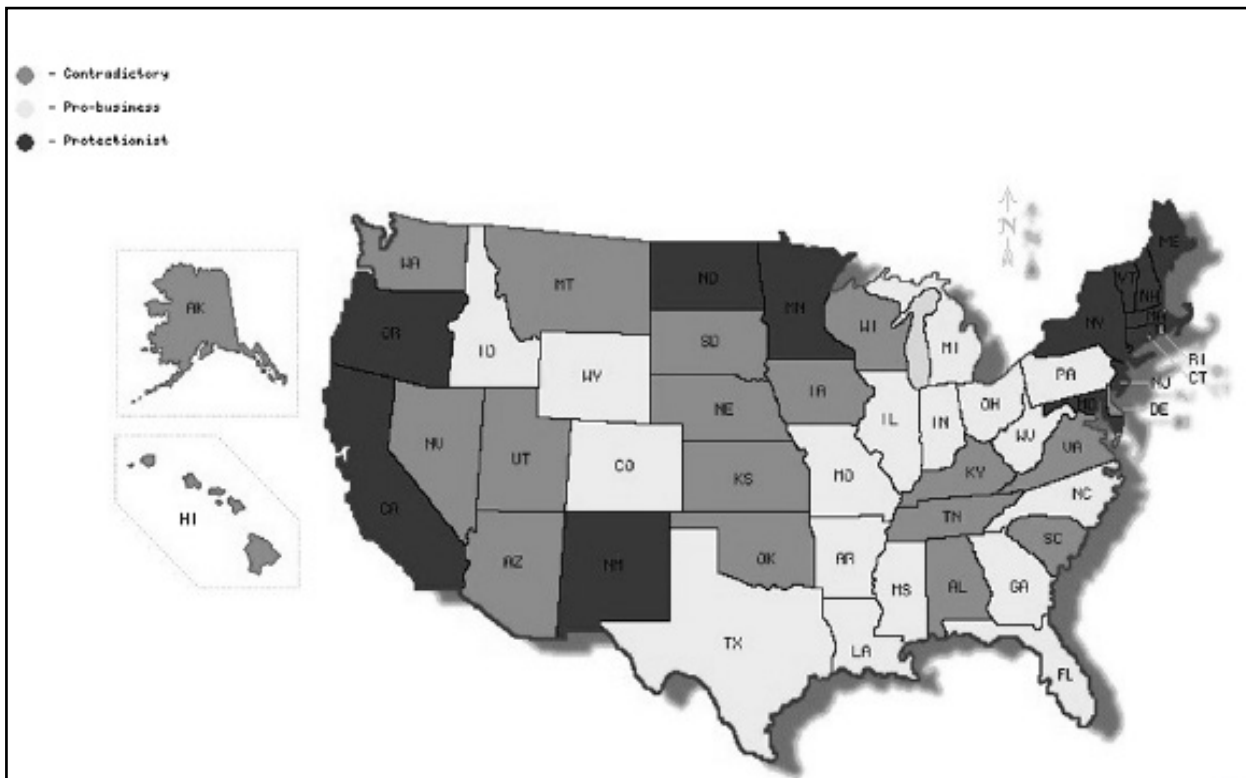 - Contradictory
- Pro-business
- Protectionist
N
ME
WA
VT
MT
ND
NH
MN
AK
MA
OR
NY
WI
SD
ID
MI
RI
WY
PA
CT
NJ
IA
NE
OH
MD
DE
IL
IN
NV
WV
UT
VA
CO
KS
MO
KY
NC
CA
TN
HI
SC
AZ
NM
OK
AR
MS
AL
GA
TX
LA
FL